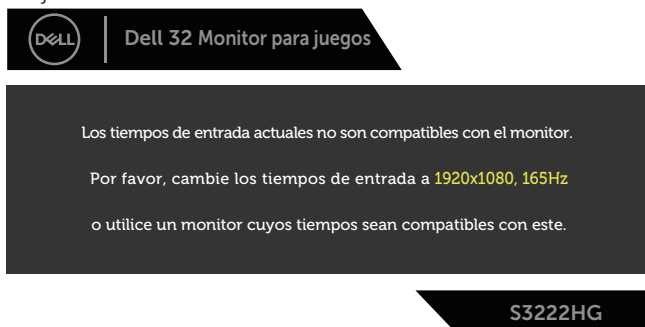 DELL
Dell 32 Monitor para juegos
Los tiempos de entrada actuales no son compatibles con el monitor.
Por favor, cambie los tiempos de entrada a 1920x1080, 165Hz
o utilice un monitor cuyos tiempos sean compatibles con este.
S3222HG